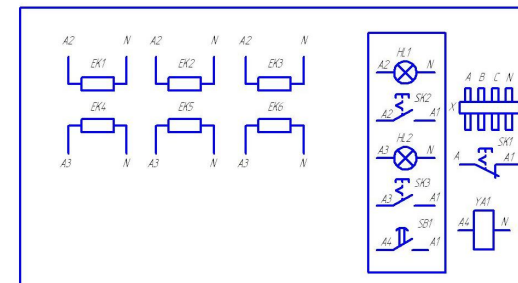 A2 N A2 N A2 N
EK1 EK2 EK3
EK4 EK5 EK6
A3 N A3 N A3 N
HL1
A2 N
SK2
A2 A1
HL2
A3 N
SK3
A3 A1
SB1
A4 A1
A B C N
X
SK1
A A1
YA1
A4 N